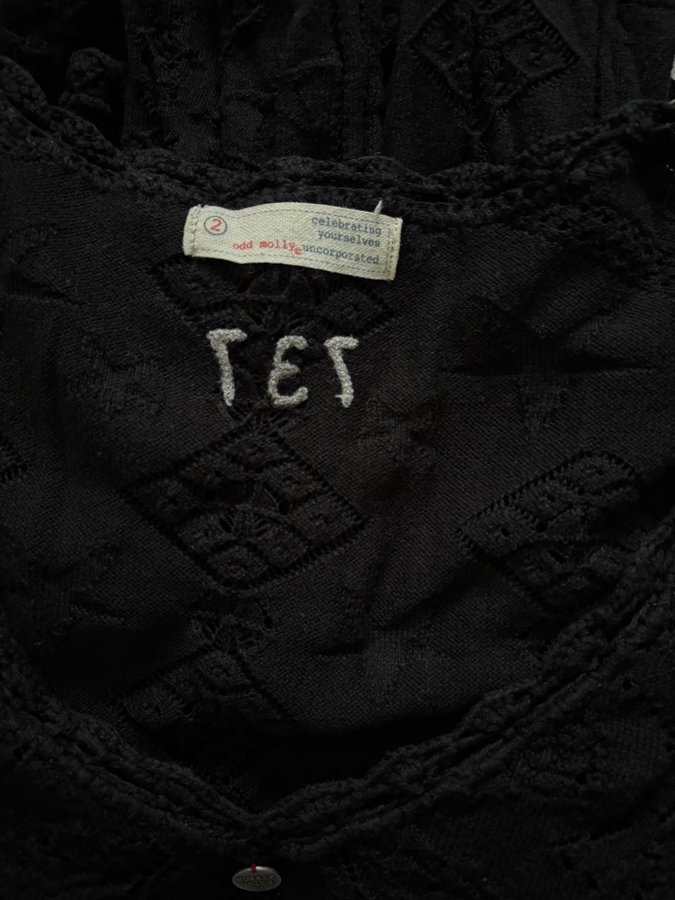 2
celebrating
yourselves
odd molly uncorporated
737